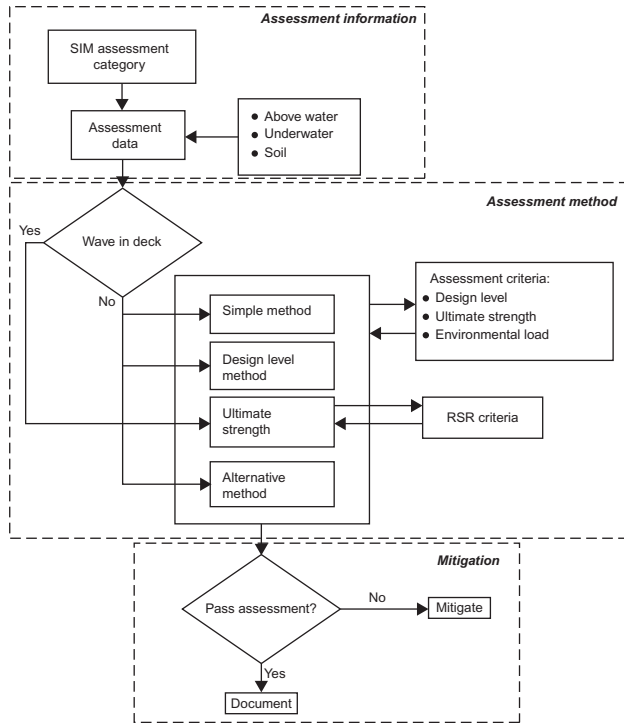 Assessment information
SIM assessment
category
Assessment
data
● Above water
● Underwater
● Soil
Assessment method
Yes
Wave in deck
No
Assessment criteria:
● Design level
● Ultimate strength
● Environmental load
Simple method
Design level
method
Ultimate
strength
RSR criteria
Alternative
method
Mitigation
Pass assessment?
No
Mitigate
Yes
Document